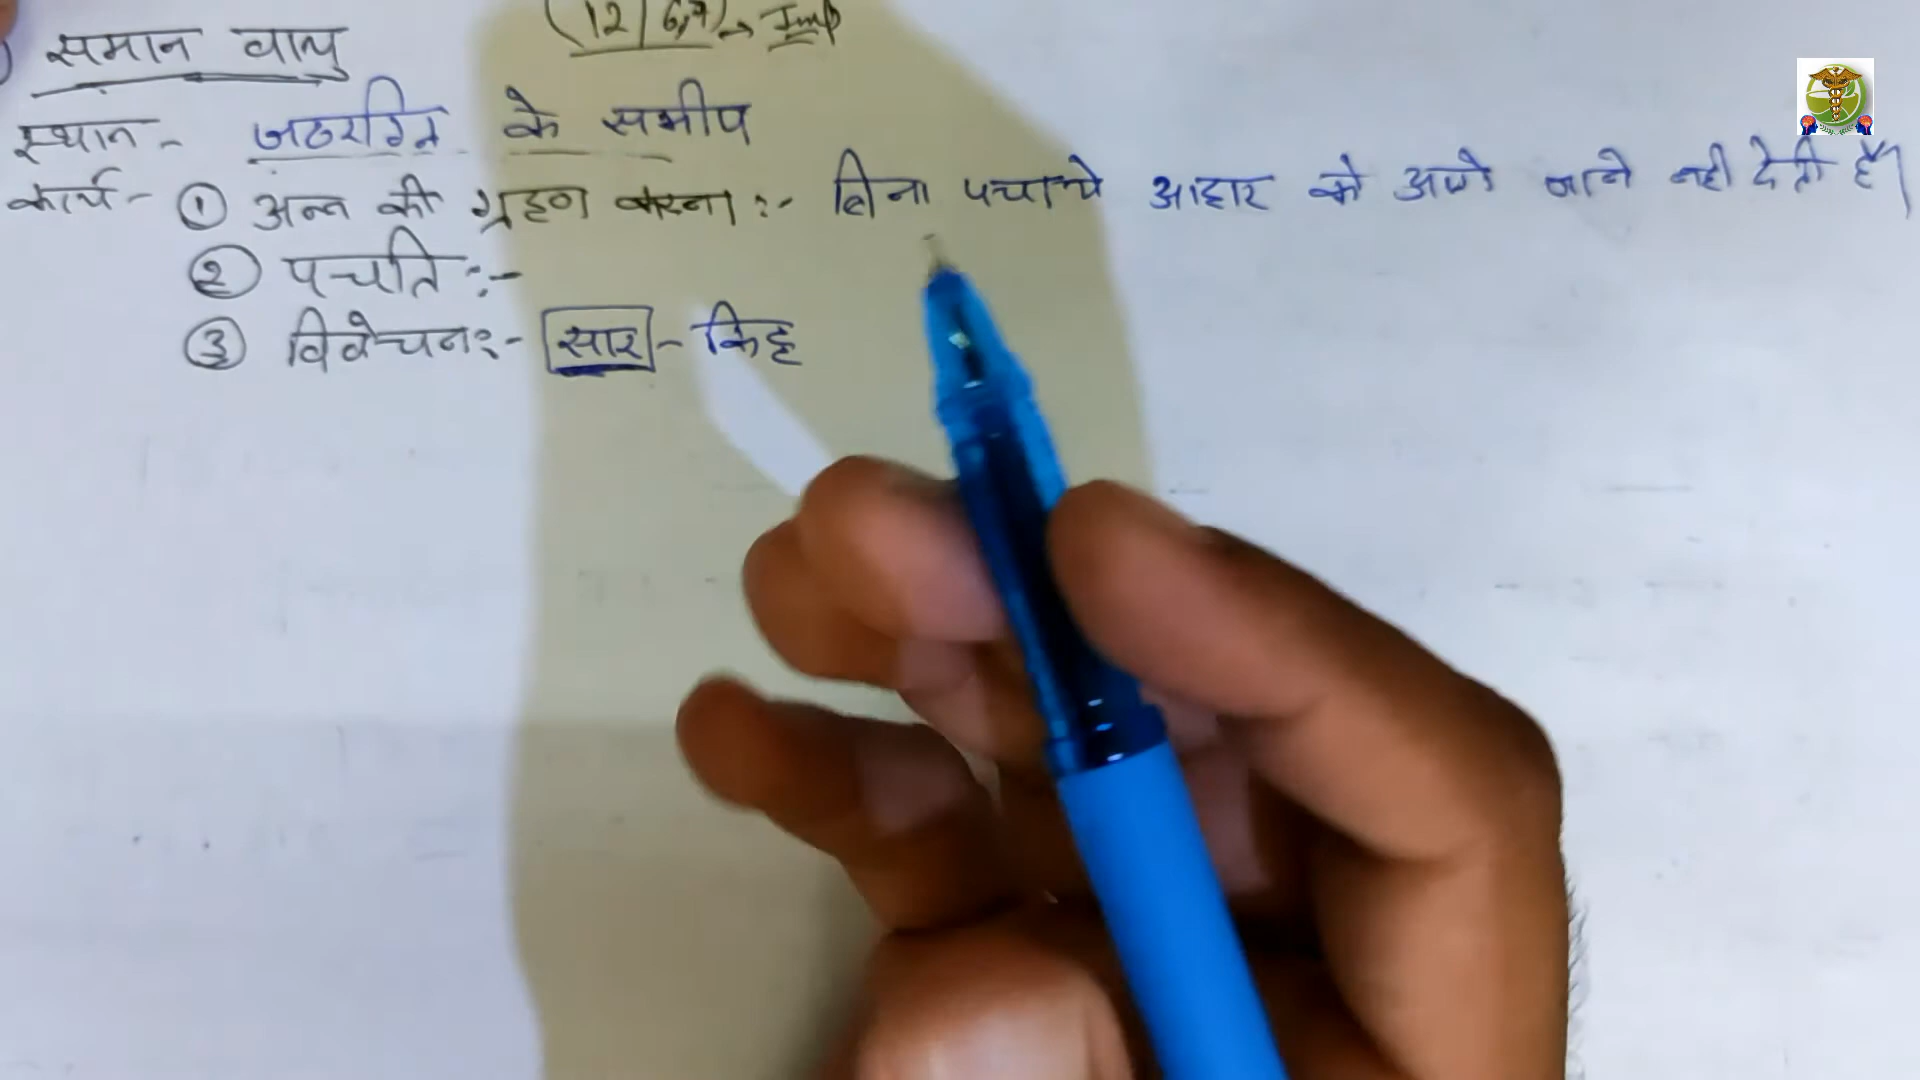 समान वायु (12/6,7) → Imp
स्थान - जठराग्नि के समीप
कार्य - ① अन्न को ग्रहण करना :- बिना पचाये आहार को आगे जाने नही देती है।
② पचति :-
③ विवेचन :- सार - किट्ट